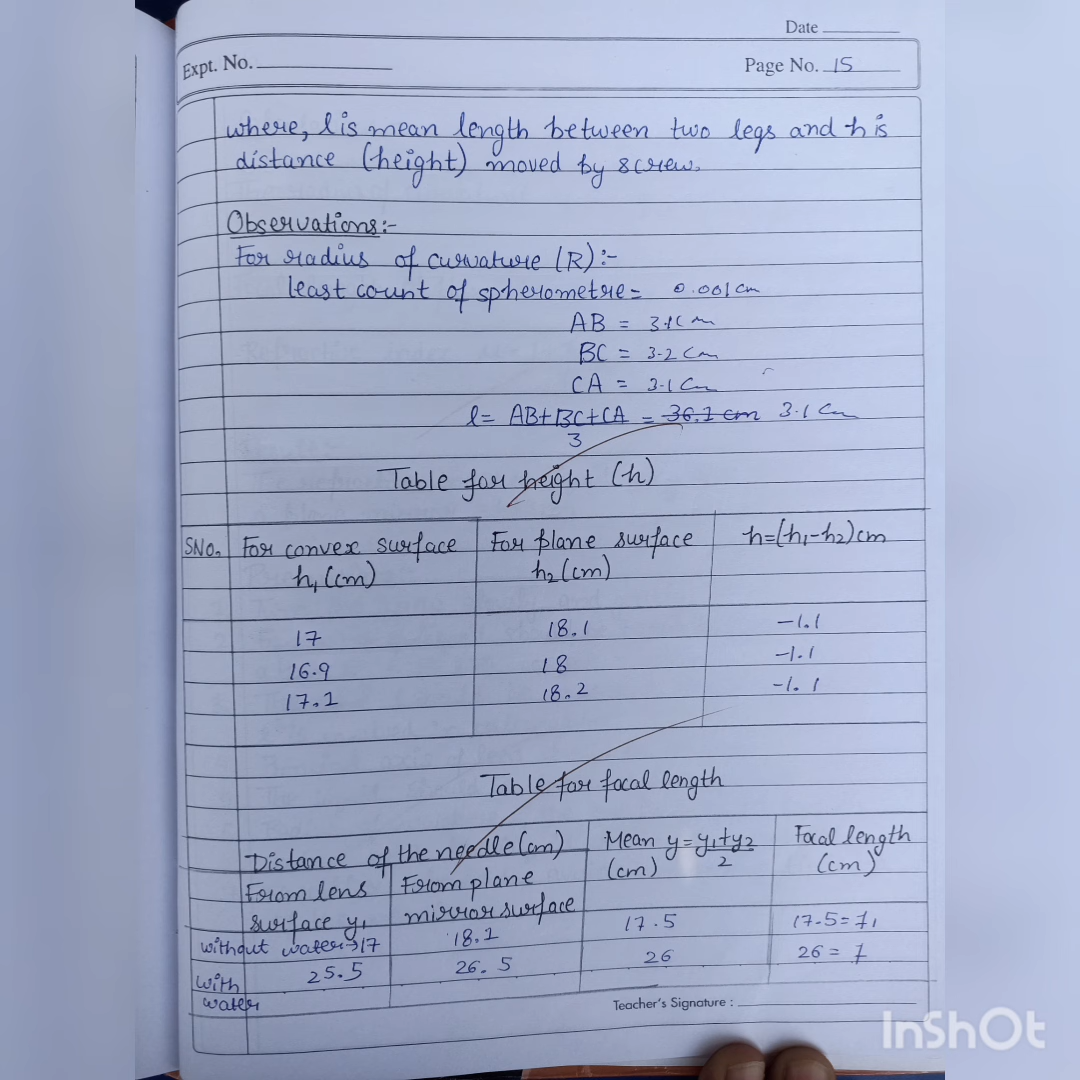 Date
Expt. No.
Page No. 15
where, l is mean length between two legs and h is
distance (height) moved by screw.
Observations:-
For radius of curvature (R):-
least count of spherometre = 0.001 cm
AB = 3.1 cm
BC = 3.2 cm
CA = 3.1 cm
l = AB+BC+CA = 36.1 cm 3.1 cm
3
Table for height (h)
SNo. For convex surface For plane surface h=(h₁-h₂)cm
h₁(cm) h₂(cm)
17 18.1 -1.1
16.9 18 -1.1
17.1 18.2 -1.1
Table for focal length
Distance of the needle(cm) Mean y=y₁+y₂ Focal length
2
(cm) (cm)
From lens From plane
surface y₁ mirror surface
without water→17 18.1 17.5 17.5=f₁
with 25.5 26.5 26 26=f
water
Teacher's Signature :
InShOt